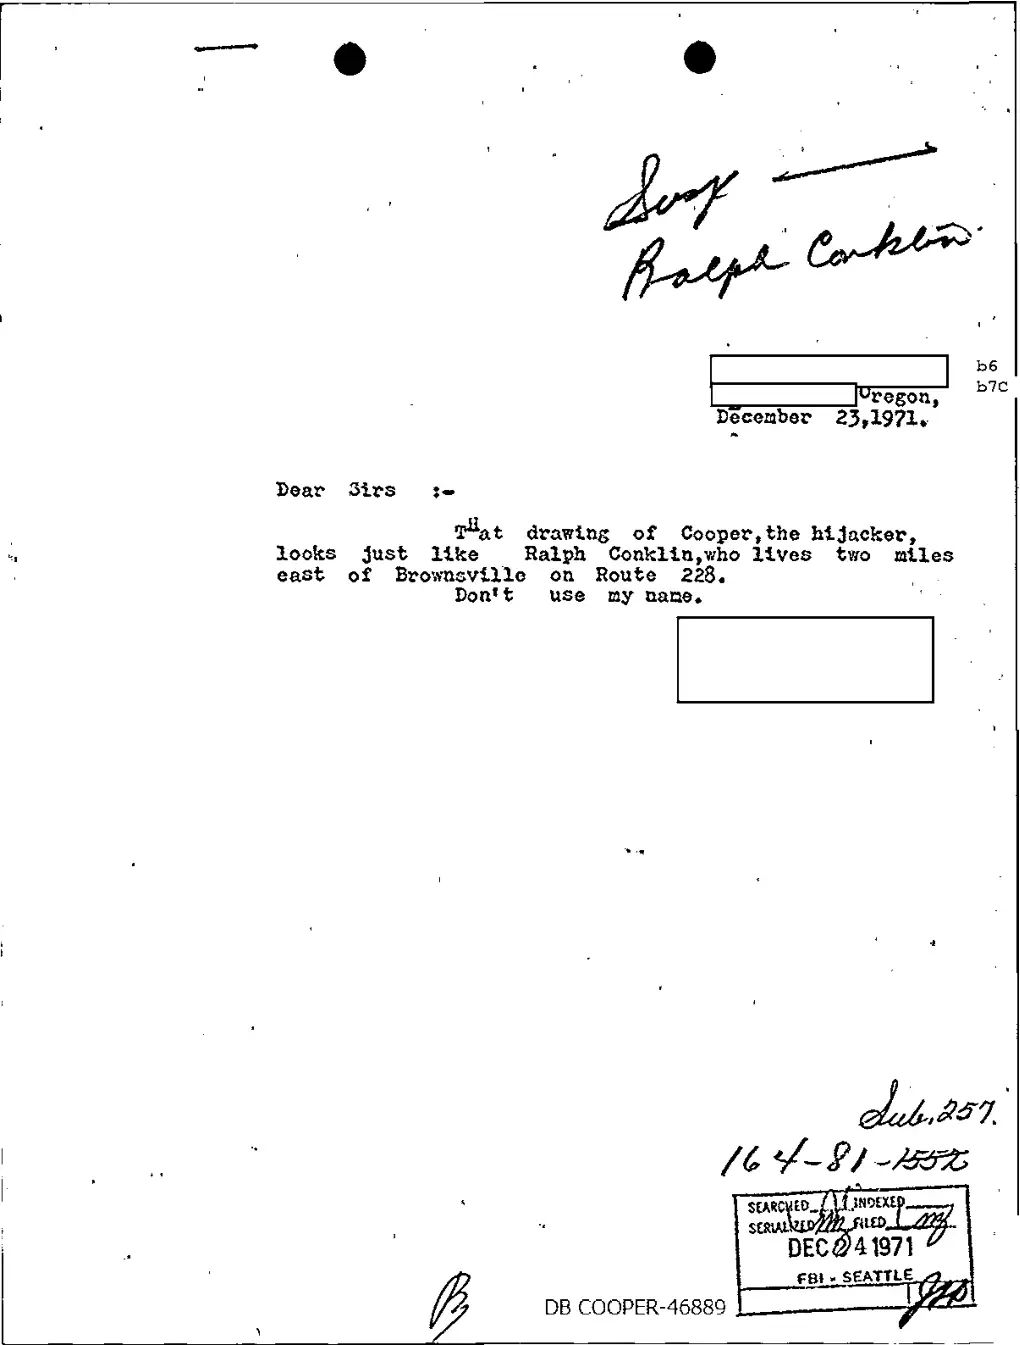 Susp
Ralph Conklin
b6
b7C
Oregon,
December 23,1971.
Dear Sirs :-
THat drawing of Cooper,the hijacker,
looks just like Ralph Conklin,who lives two miles
east of Brownsville on Route 228.
Don't use my name.
Sub.257.
164-81-1552
SEARCHED INDEXED
SERIALIZED FILED
DEC 24 1971
FBI - SEATTLE
DB COOPER-46889